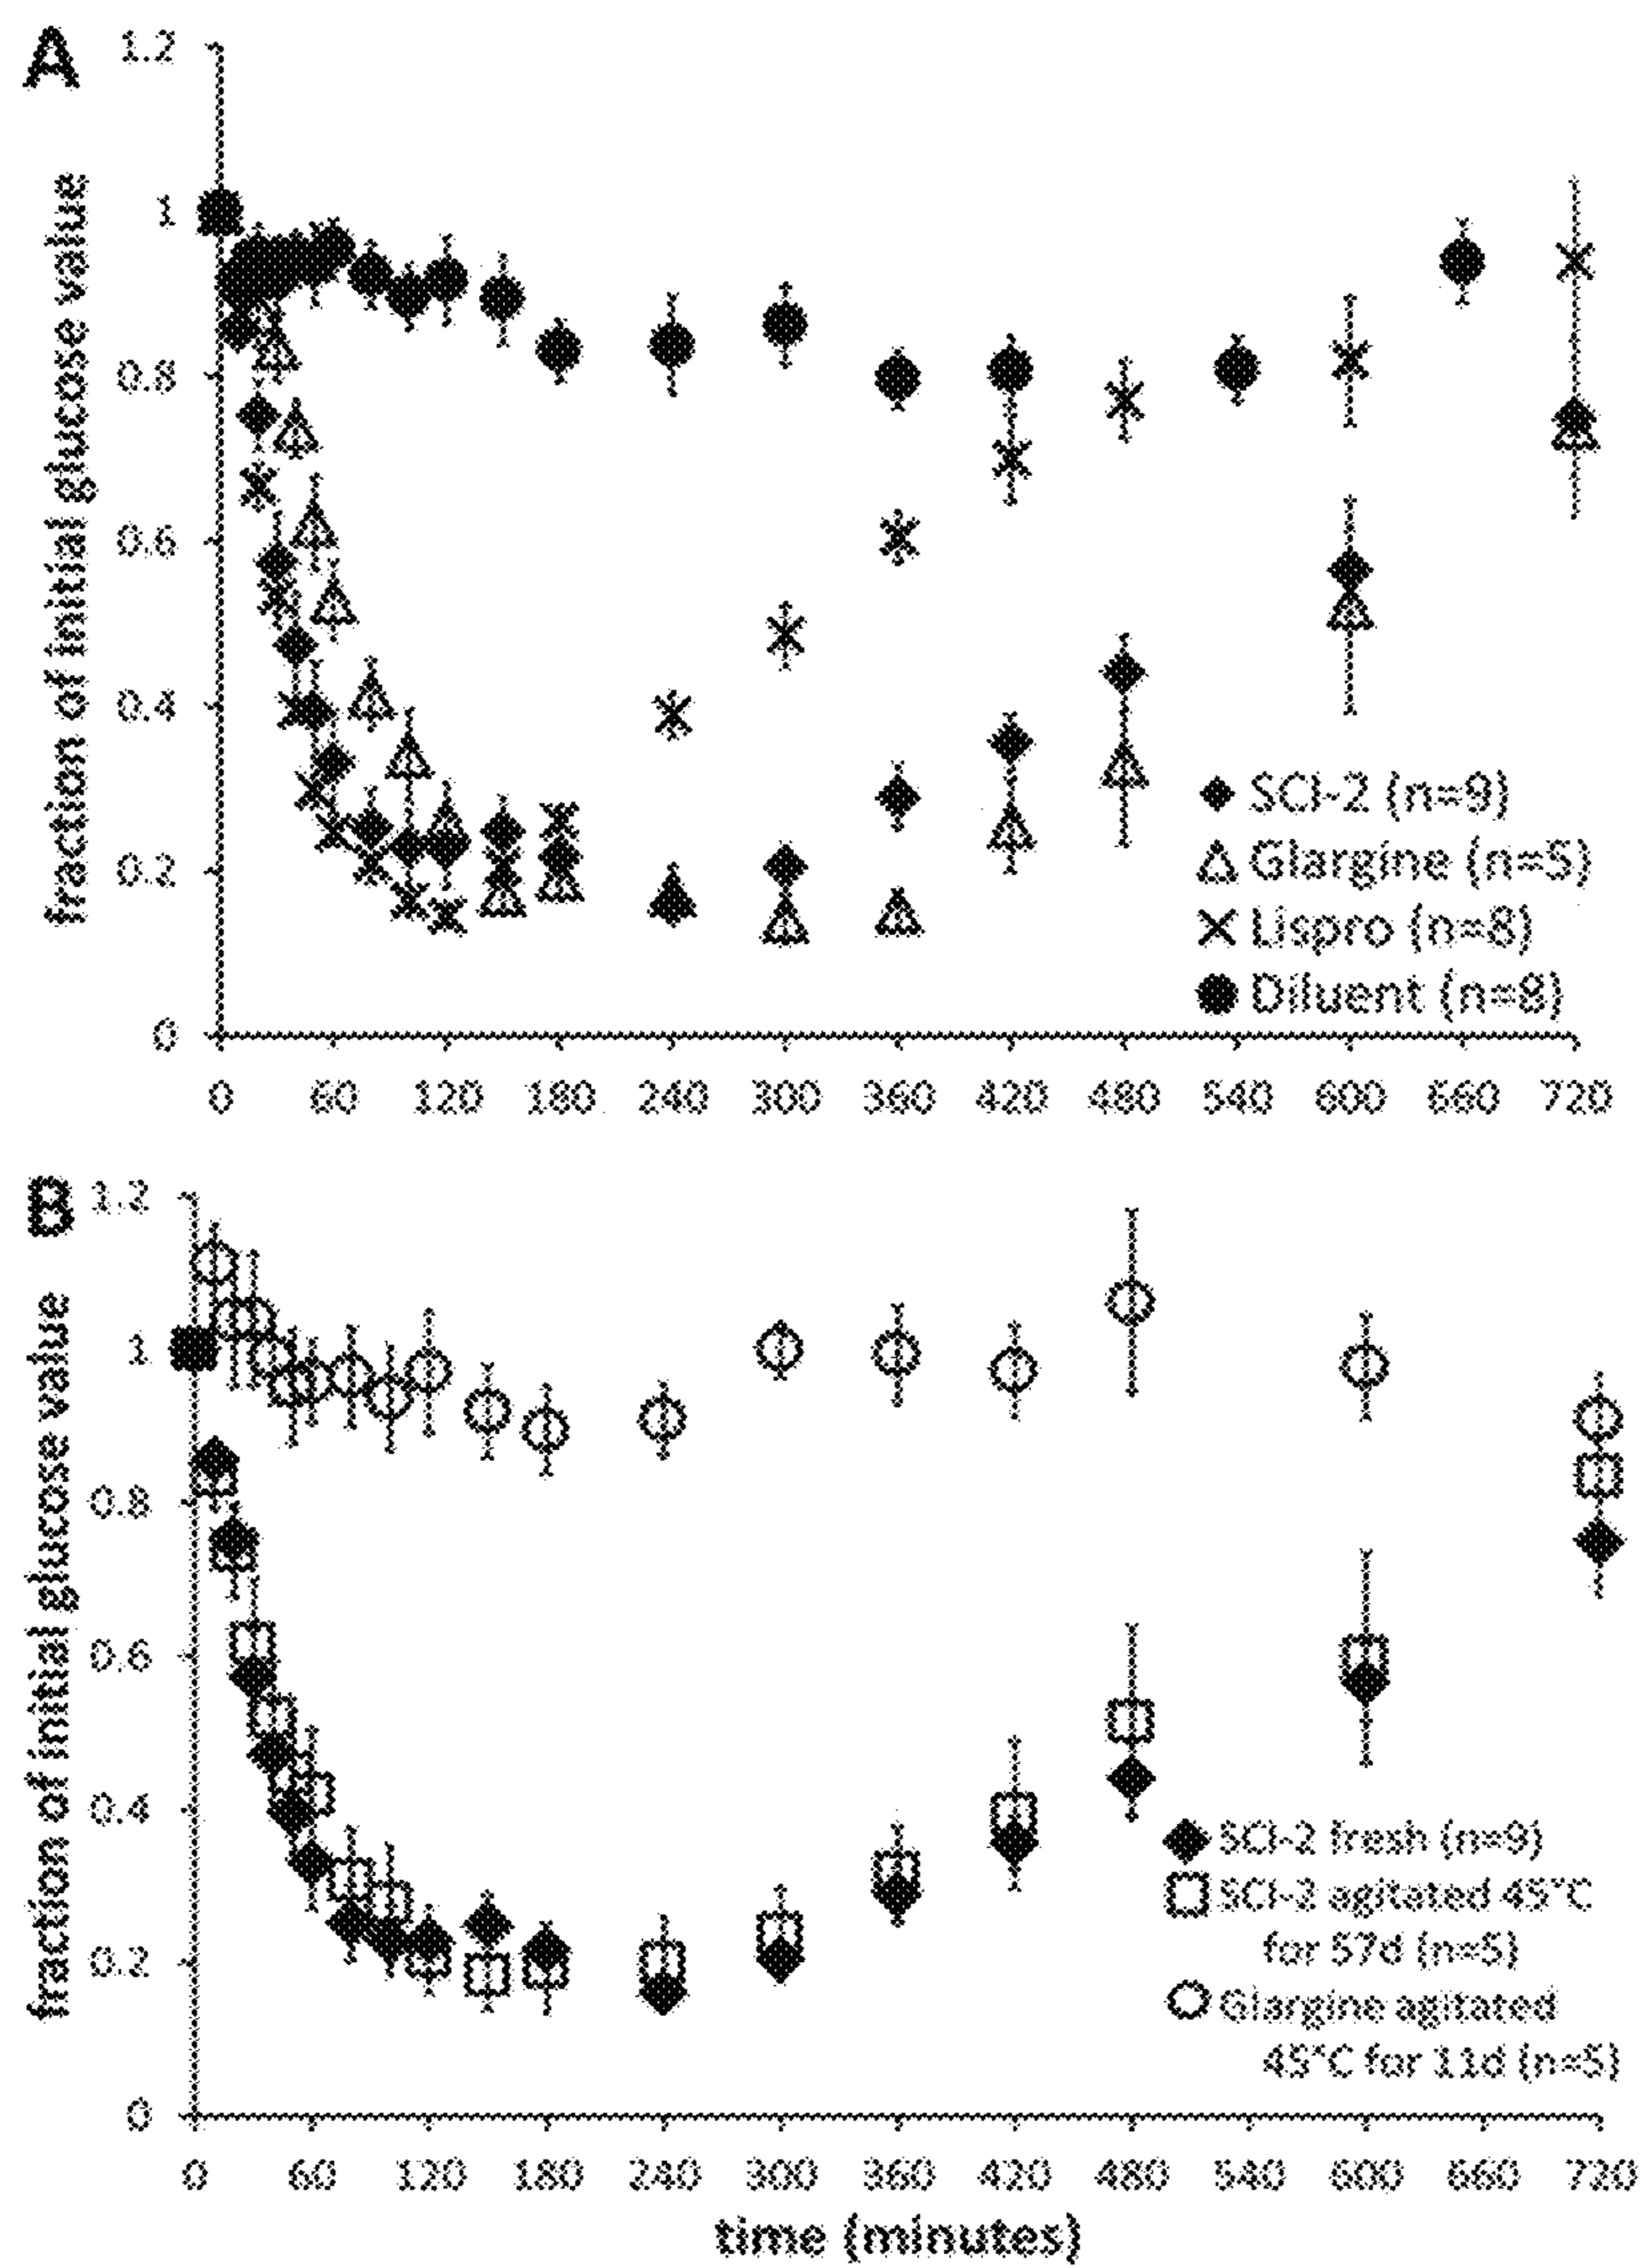 A
1.2
1
0.8
0.6
0.4
0.2
0
fraction of initial glucose value
SCI-2 (n=9)
Glargine (n=5)
Lispro (n=8)
Diluent (n=8)
0 60 120 180 240 300 360 420 480 540 600 660 720
B
1.2
1
0.8
0.6
0.4
0.2
0
fraction of initial glucose value
SCI-2 fresh (n=9)
SCI-2 agitated 45°C
for 57d (n=5)
Glargine agitated
45°C for 11d (n=5)
0 60 120 180 240 300 360 420 480 540 600 660 720
time (minutes)